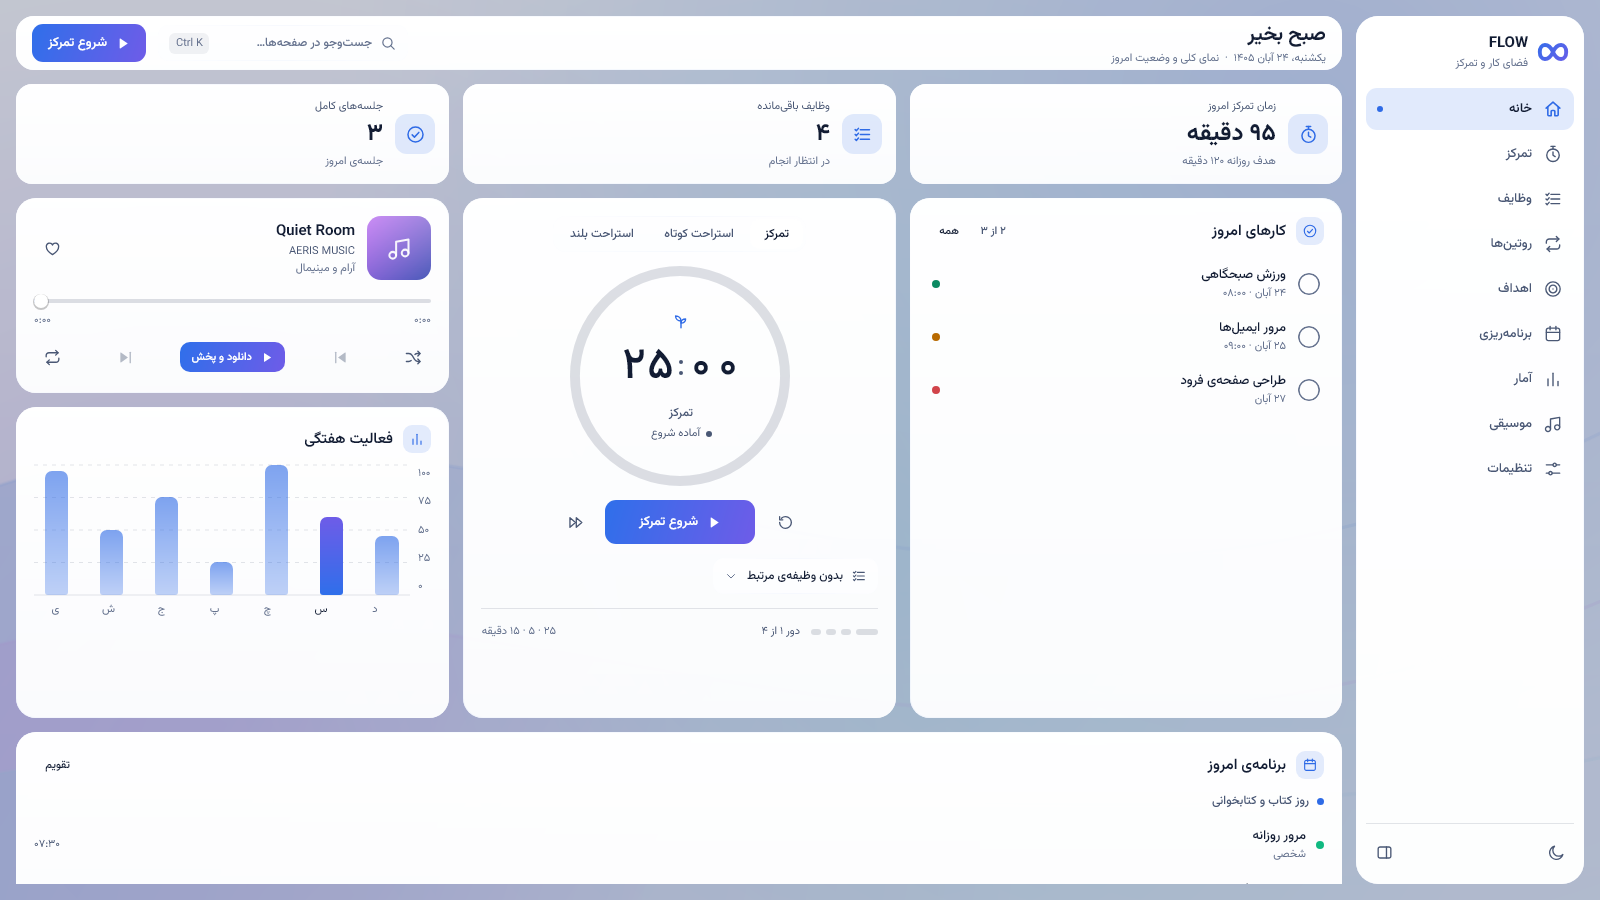 FLOW
فضای کار و تمرکز
خانه
تمرکز
وظایف
روتین‌ها
اهداف
برنامه‌ریزی
آمار
موسیقی
تنظیمات
صبح بخیر
یکشنبه، ۲۴ آبان ۱۴۰۵ · نمای کلی و وضعیت امروز
جست‌وجو در صفحه‌ها…
Ctrl K
شروع تمرکز
زمان تمرکز امروز
۹۵ دقیقه
هدف روزانه ۱۲۰ دقیقه
وظایف باقی‌مانده
۴
در انتظار انجام
جلسه‌های کامل
۳
جلسه‌ی امروز
کارهای امروز
۲ از ۳
همه
ورزش صبحگاهی
۲۴ آبان · ۰۸:۰۰
مرور ایمیل‌ها
۲۵ آبان · ۰۹:۰۰
طراحی صفحه‌ی فرود
۲۷ آبان
تمرکز
استراحت کوتاه
استراحت بلند
۲۵:۰۰
تمرکز
آماده شروع
شروع تمرکز
بدون وظیفه‌ی مرتبط
دور ۱ از ۴
۲۵ · ۵ · ۱۵ دقیقه
Quiet Room
AERIS MUSIC
آرام و مینیمال
۰:۰۰
۰:۰۰
دانلود و پخش
فعالیت هفتگی
۱۰۰
۷۵
۵۰
۲۵
۰
د
س
چ
پ
ج
ش
ی
برنامه‌ی امروز
تقویم
روز کتاب و کتابخوانی
مرور روزانه
شخصی
۰۷:۳۰